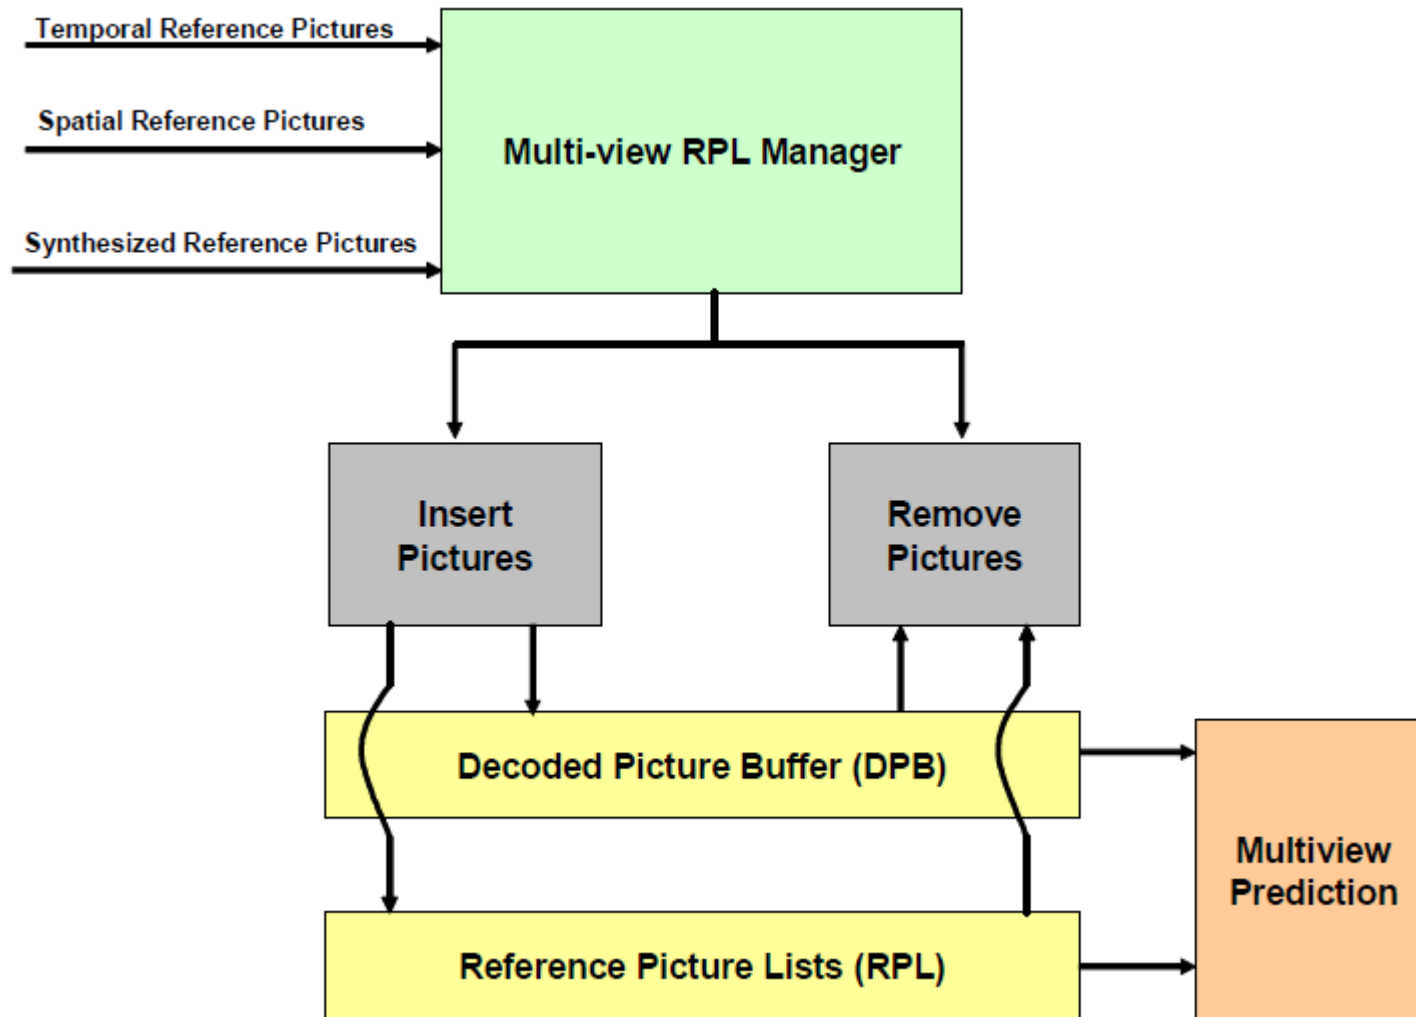 Temporal Reference Pictures
Spatial Reference Pictures
Multi-view RPL Manager
Synthesized Reference Pictures
Insert
Pictures
Remove
Pictures
Decoded Picture Buffer (DPB)
Multiview
Prediction
Reference Picture Lists (RPL)